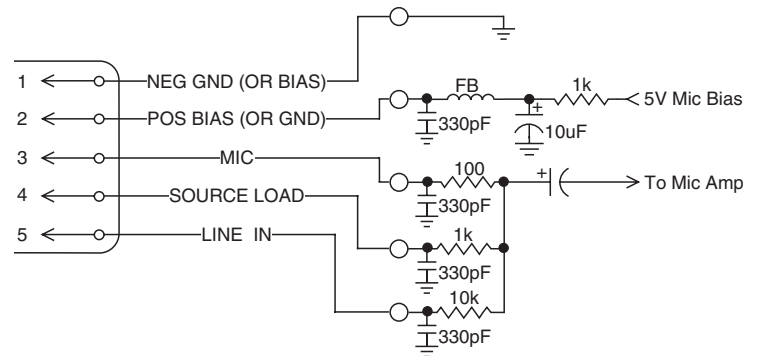 1 NEG GND (OR BIAS)
FB
1k
5V Mic Bias
2 POS BIAS (OR GND)
+
330pF
10uF
3 MIC
100
+
To Mic Amp
330pF
4 SOURCE LOAD
1k
330pF
5 LINE IN
10k
330pF